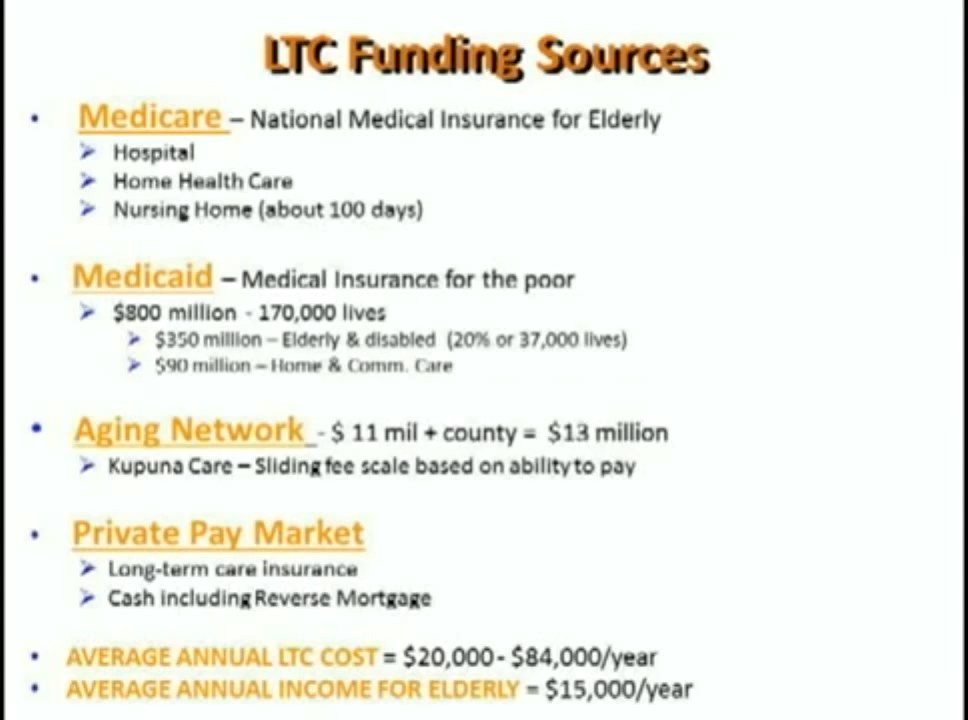 LTC Funding Sources
• Medicare – National Medical Insurance for Elderly
➢ Hospital
➢ Home Health Care
➢ Nursing Home (about 100 days)
• Medicaid – Medical Insurance for the poor
➢ $800 million - 170,000 lives
➢ $350 million – Elderly & disabled (20% or 37,000 lives)
➢ $90 million – Home & Comm. Care
• Aging Network - $ 11 mil + county = $13 million
➢ Kupuna Care – Sliding fee scale based on ability to pay
• Private Pay Market
➢ Long-term care insurance
➢ Cash including Reverse Mortgage
• AVERAGE ANNUAL LTC COST = $20,000 - $84,000/year
• AVERAGE ANNUAL INCOME FOR ELDERLY = $15,000/year